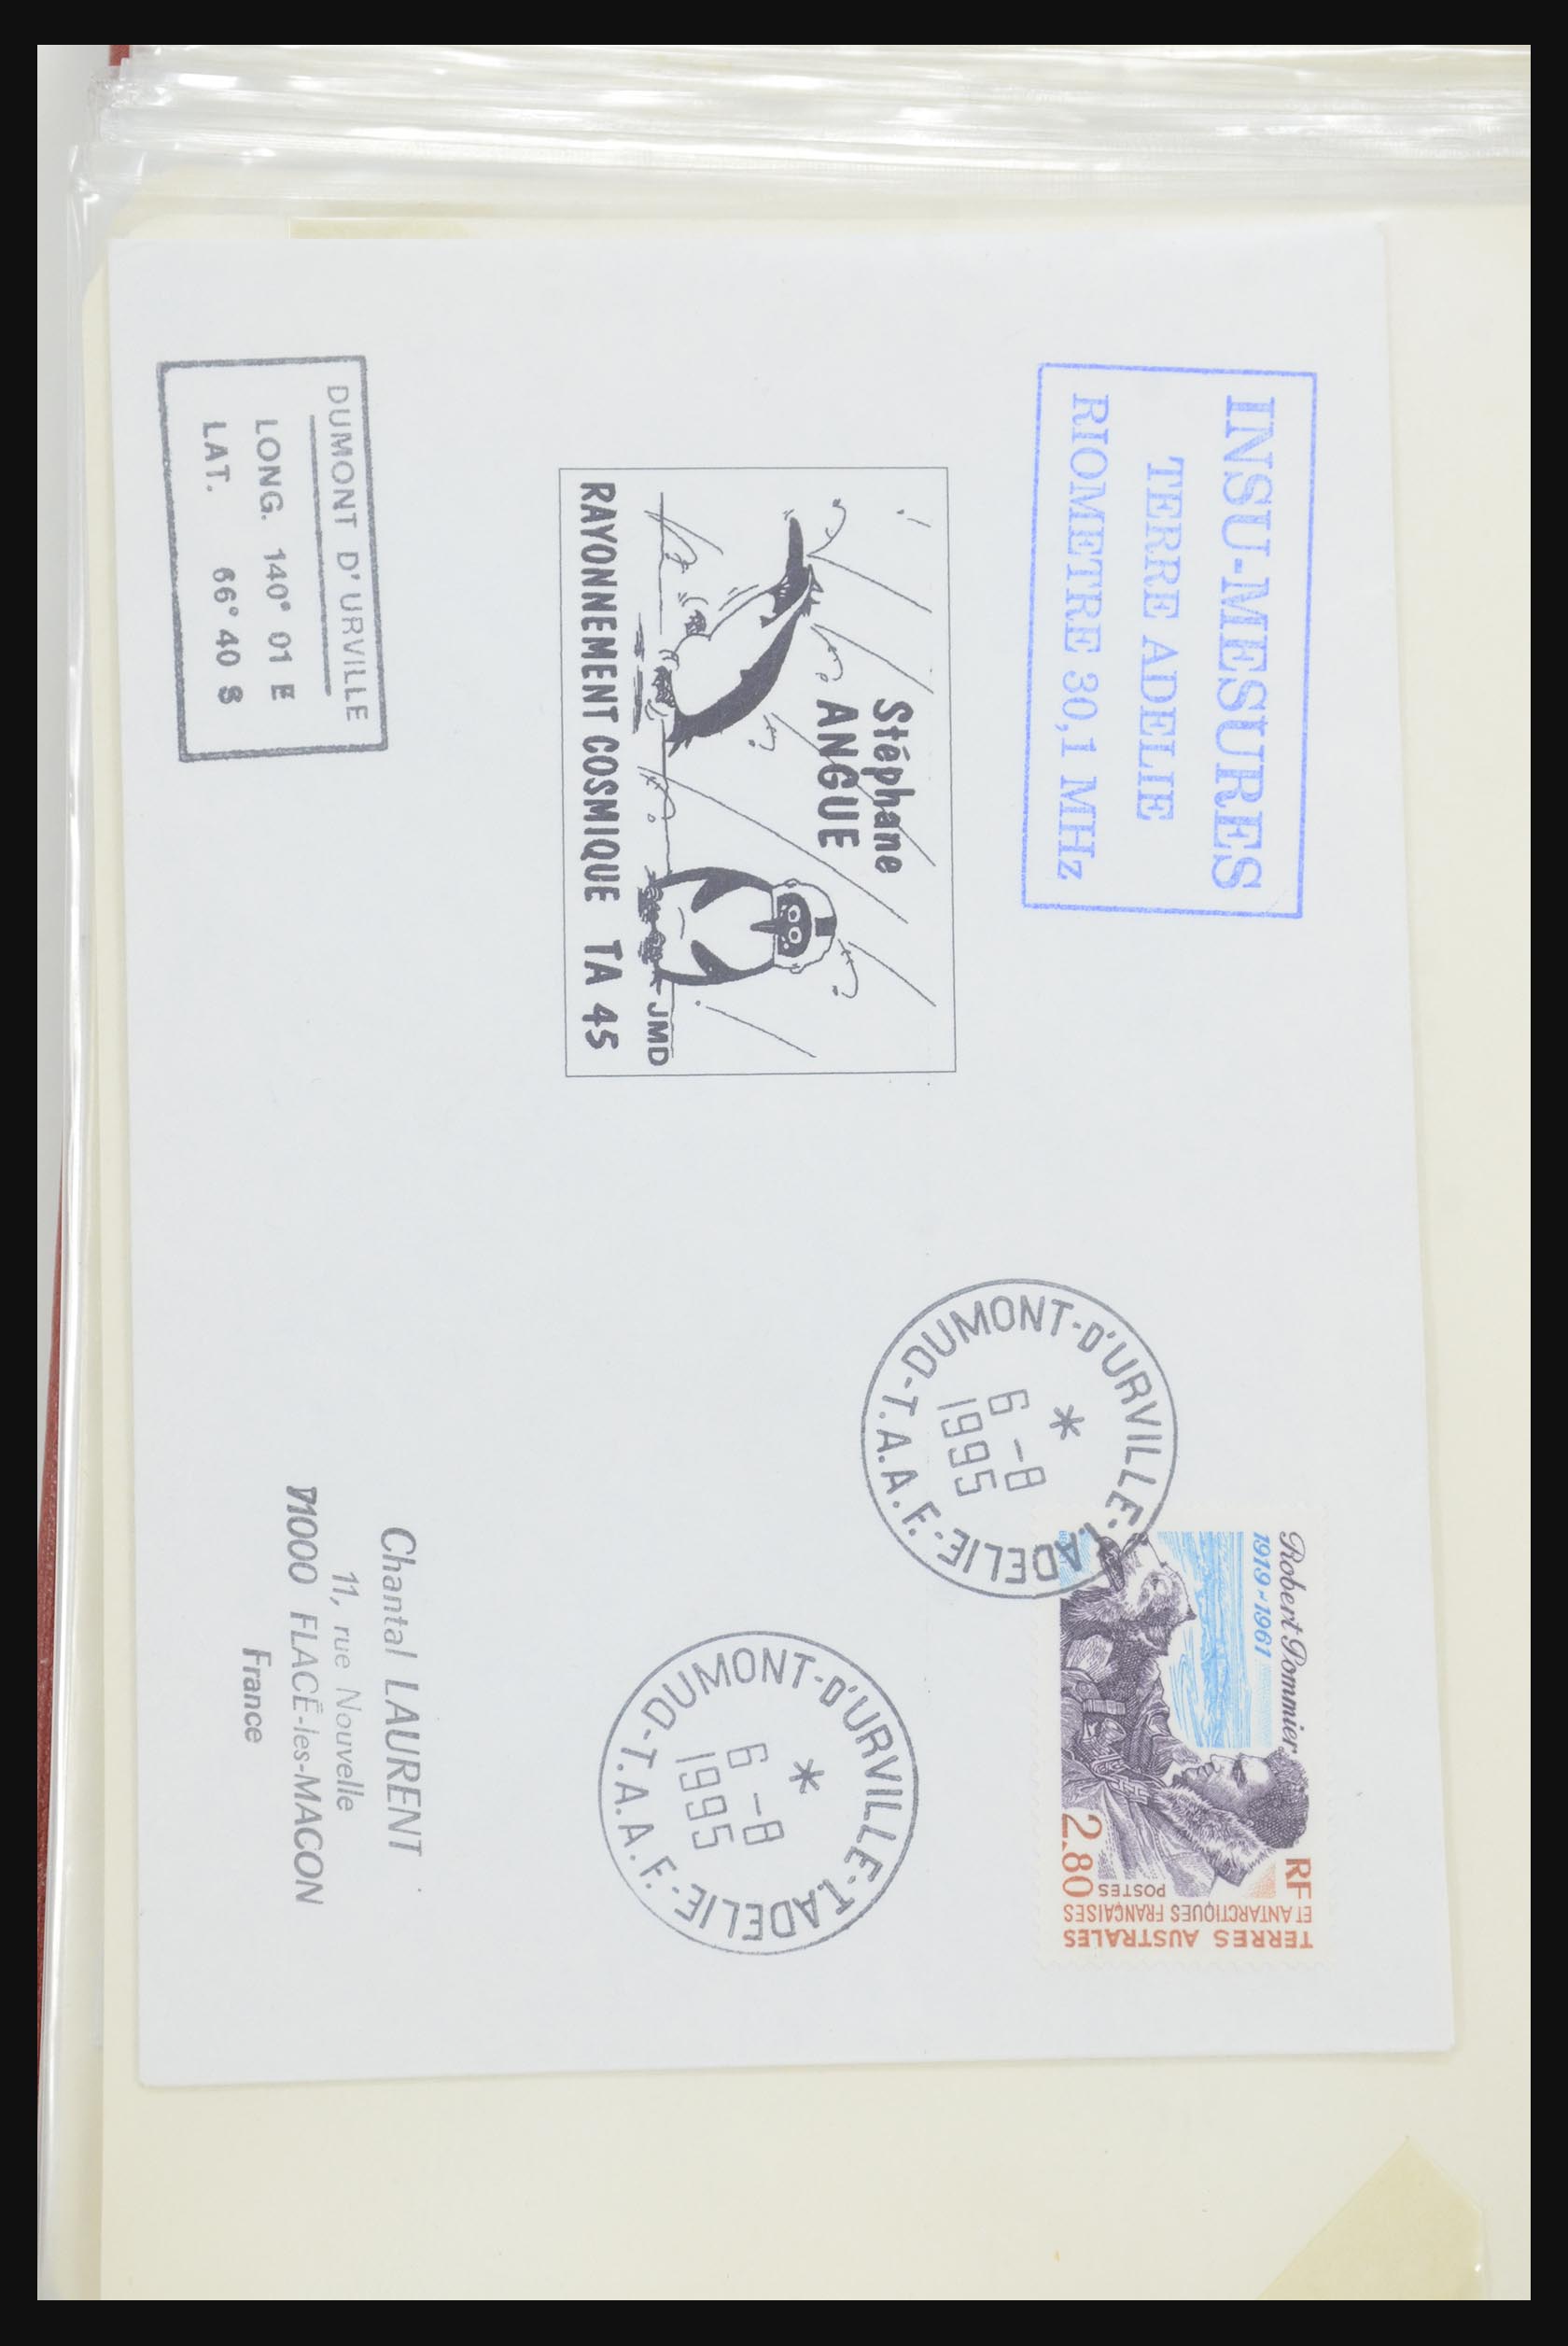 INSU-MESURES
TERRE ADELIE
RIOMETRE 30,1 MHz
Robert Pommier
1919-1961
RF
2.80
POSTES
ET ANTARCTIQUES FRANÇAISES
TERRES AUSTRALES
DUMONT-D'URVILLE-T.ADELIE
*
6-8
1995
-T.A.A.F.-
Stéphane
ANGUE
JMD
RAYONNEMENT COSMIQUE TA 45
DUMONT-D'URVILLE-T.ADELIE
*
6-8
1995
-T.A.A.F.-
DUMONT D'URVILLE
LONG. 140° 01 E
LAT. 66° 40 S
Chantal LAURENT
11, rue Nouvelle
71000 FLACÉ-les-MACON
France